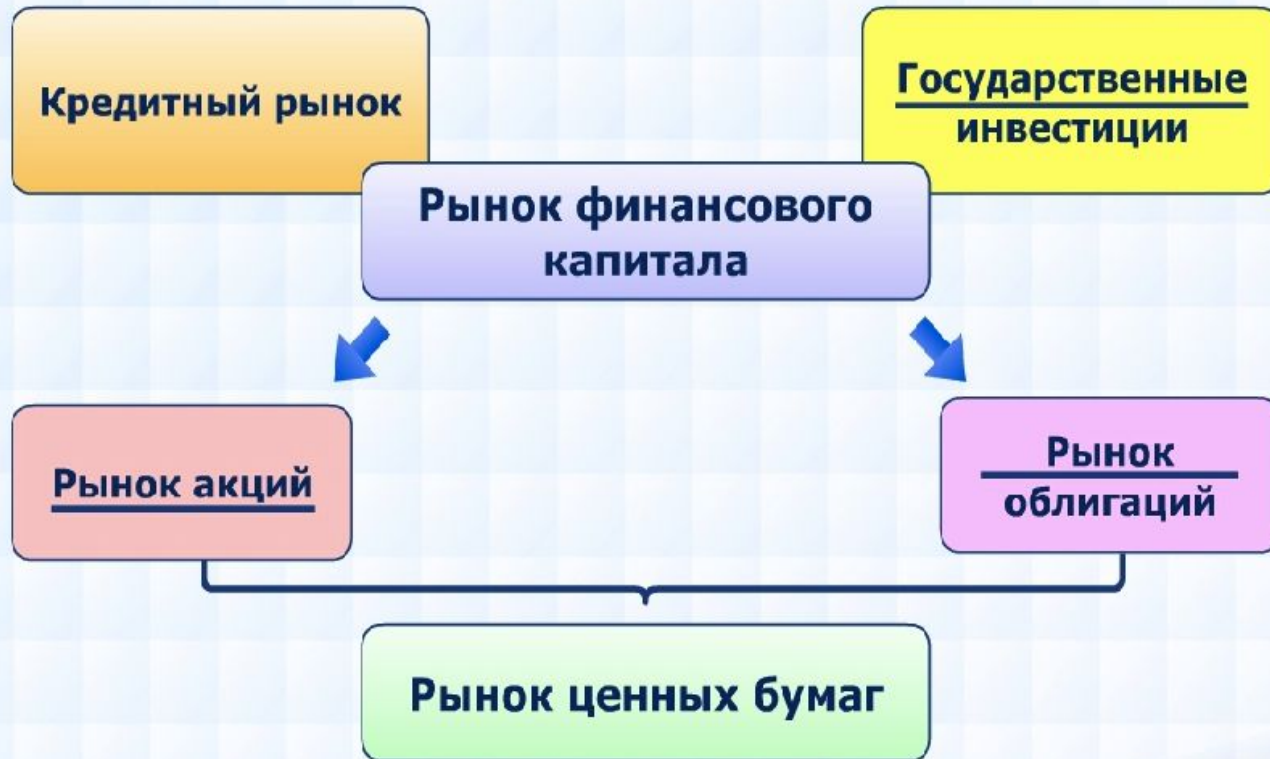 Кредитный рынок
Государственные
инвестиции
Рынок финансового
капитала
Рынок акций
Рынок
облигаций
Рынок ценных бумаг